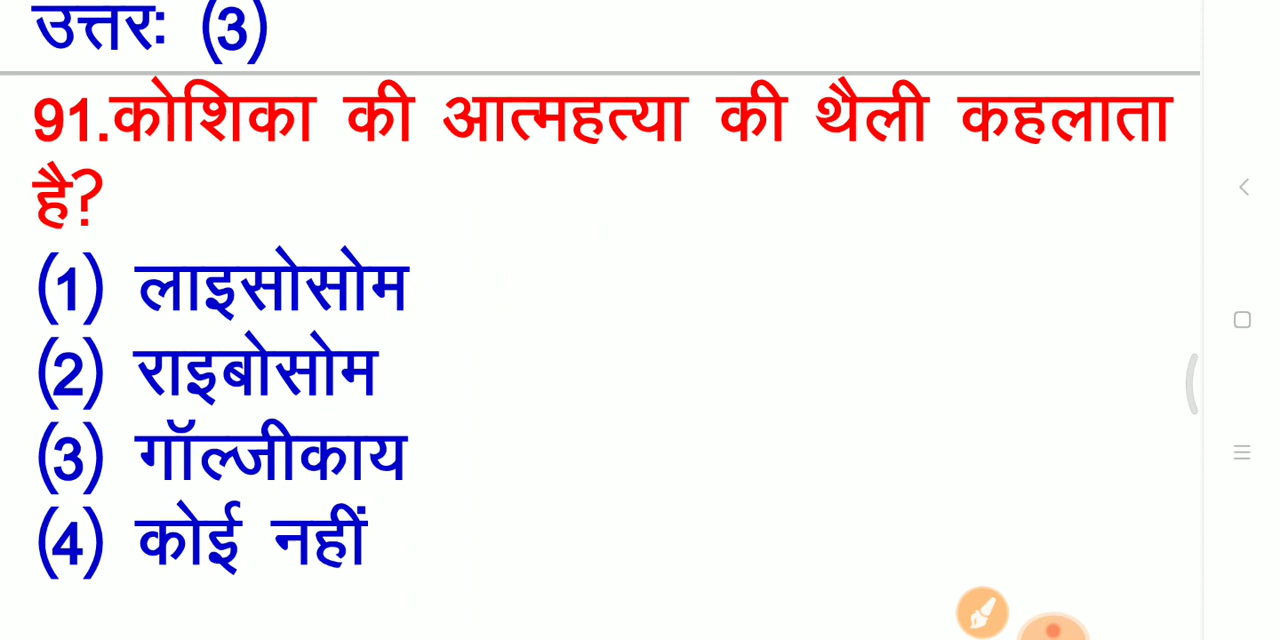 उत्तरः (3)
91.कोशिका की आत्महत्या की थैली कहलाता
है?
(1) लाइसोसोम
(2) राइबोसोम
(3) गॉल्जीकाय
(4) कोई नहीं